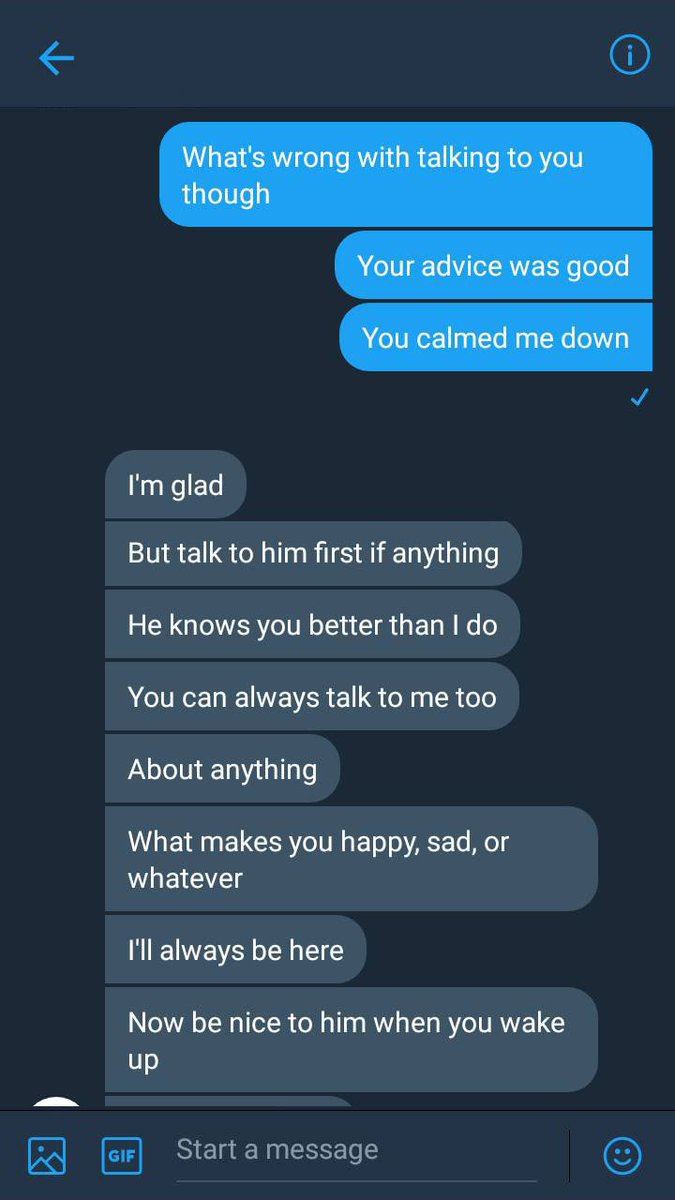 What's wrong with talking to you
though
Your advice was good
You calmed me down
I'm glad
But talk to him first if anything
He knows you better than I do
You can always talk to me too
About anything
What makes you happy, sad, or
whatever
I'll always be here
Now be nice to him when you wake
up
GIF
Start a message